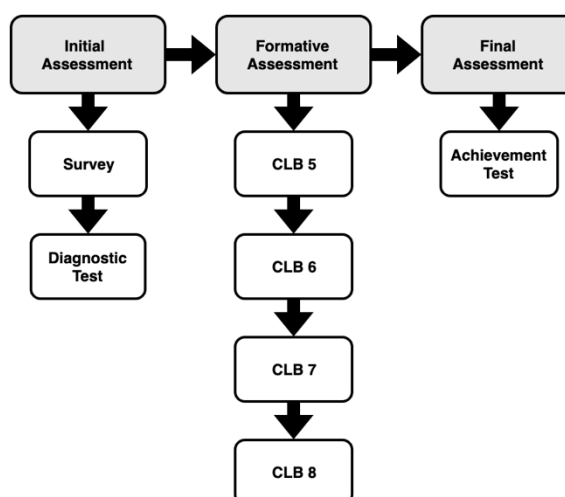 Initial
Assessment
Formative
Assessment
Final
Assessment
Survey
Diagnostic
Test
CLB 5
CLB 6
CLB 7
CLB 8
Achievement
Test